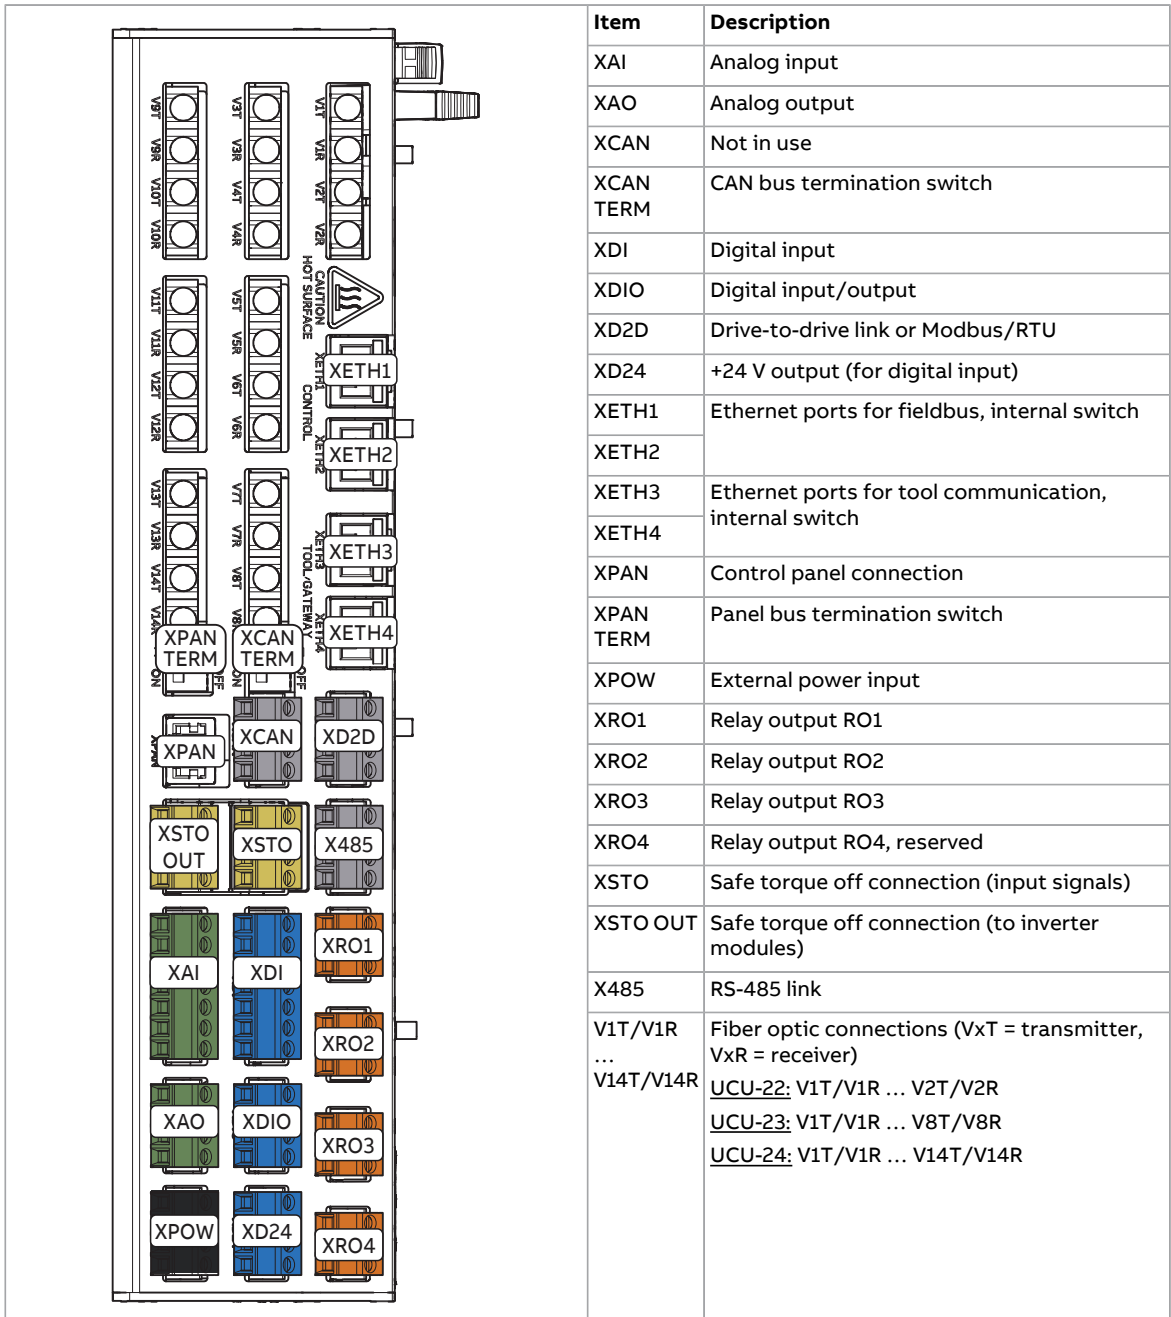 V9T
V9R
V10T
V10R
V3T
V3R
V4T
V4R
V1T
V1R
V2T
V2R
CAUTION
HOT SURFACE
V11T
V11R
V12T
V12R
V5T
V5R
V6T
V6R
XETH1
XETH1
CONTROL
XETH2
XETH2
V13T
V13R
V14T
V14R
V7T
V7R
V8T
XETH3
XETH3
TOOL/GATEWAY
XETH4
XETH4
XPAN
TERM
XCAN
TERM
ON
OFF
ON
OFF
XPAN
XPAN
XCAN
XD2D
XSTO
OUT
XSTO
X485
XAI
XDI
XRO1
XRO2
XAO
XDIO
XRO3
XPOW
XD24
XRO4
Item Description
XAI Analog input
XAO Analog output
XCAN Not in use
XCAN CAN bus termination switch
TERM
XDI Digital input
XDIO Digital input/output
XD2D Drive-to-drive link or Modbus/RTU
XD24 +24 V output (for digital input)
XETH1 Ethernet ports for fieldbus, internal switch
XETH2
XETH3 Ethernet ports for tool communication,
internal switch
XETH4
XPAN Control panel connection
XPAN Panel bus termination switch
TERM
XPOW External power input
XRO1 Relay output RO1
XRO2 Relay output RO2
XRO3 Relay output RO3
XRO4 Relay output RO4, reserved
XSTO Safe torque off connection (input signals)
XSTO OUT Safe torque off connection (to inverter
modules)
X485 RS-485 link
V1T/V1R Fiber optic connections (VxT = transmitter,
… VxR = receiver)
V14T/V14R UCU-22: V1T/V1R … V2T/V2R
UCU-23: V1T/V1R … V8T/V8R
UCU-24: V1T/V1R … V14T/V14R